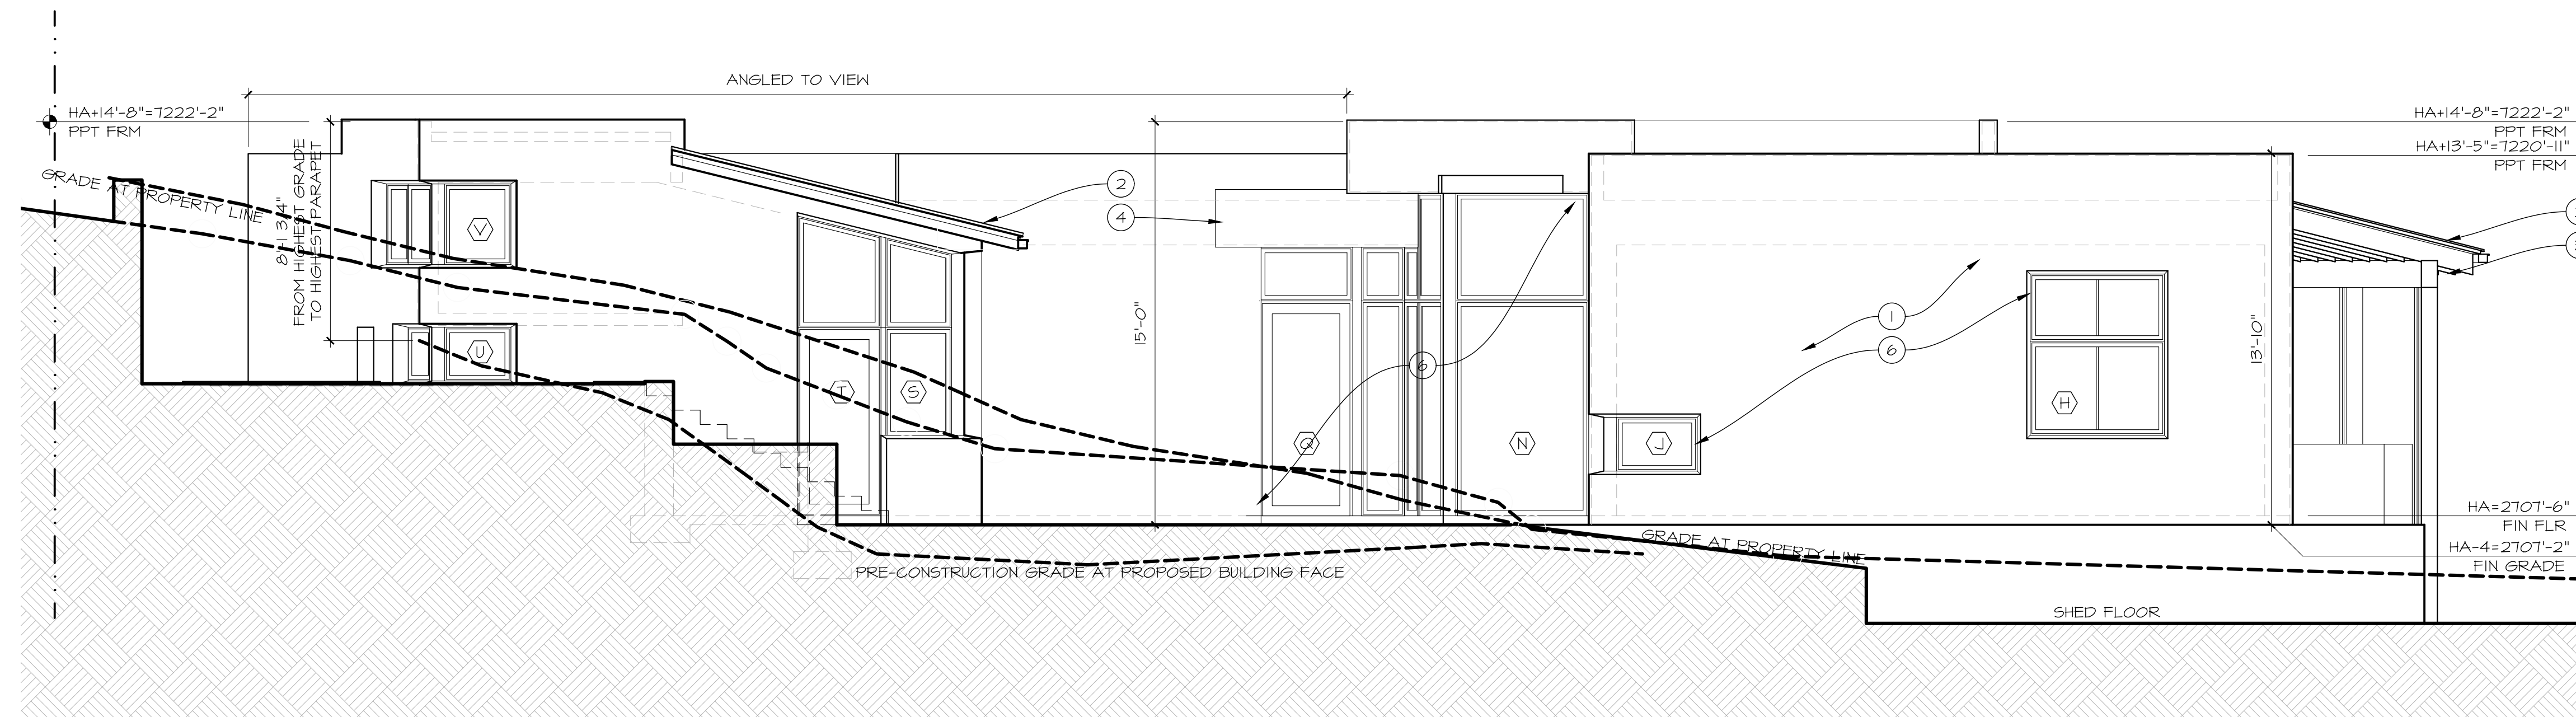 ANGLED TO VIEW
HA+14'-8"=7222'-2"
PPT FRM
HA+14'-8"=7222'-2"
PPT FRM
HA+13'-5"=7220'-11"
PPT FRM
GRADE AT PROPERTY LINE
8'-1 3/4"
FROM HIGHEST GRADE
TO HIGHEST PARAPET
2
4
V
U
T
S
15'-0"
6
Q
N
J
1
6
H
13'-10"
HA=2707'-6"
FIN FLR
HA-4=2707'-2"
FIN GRADE
GRADE AT PROPERTY LINE
PRE-CONSTRUCTION GRADE AT PROPOSED BUILDING FACE
SHED FLOOR